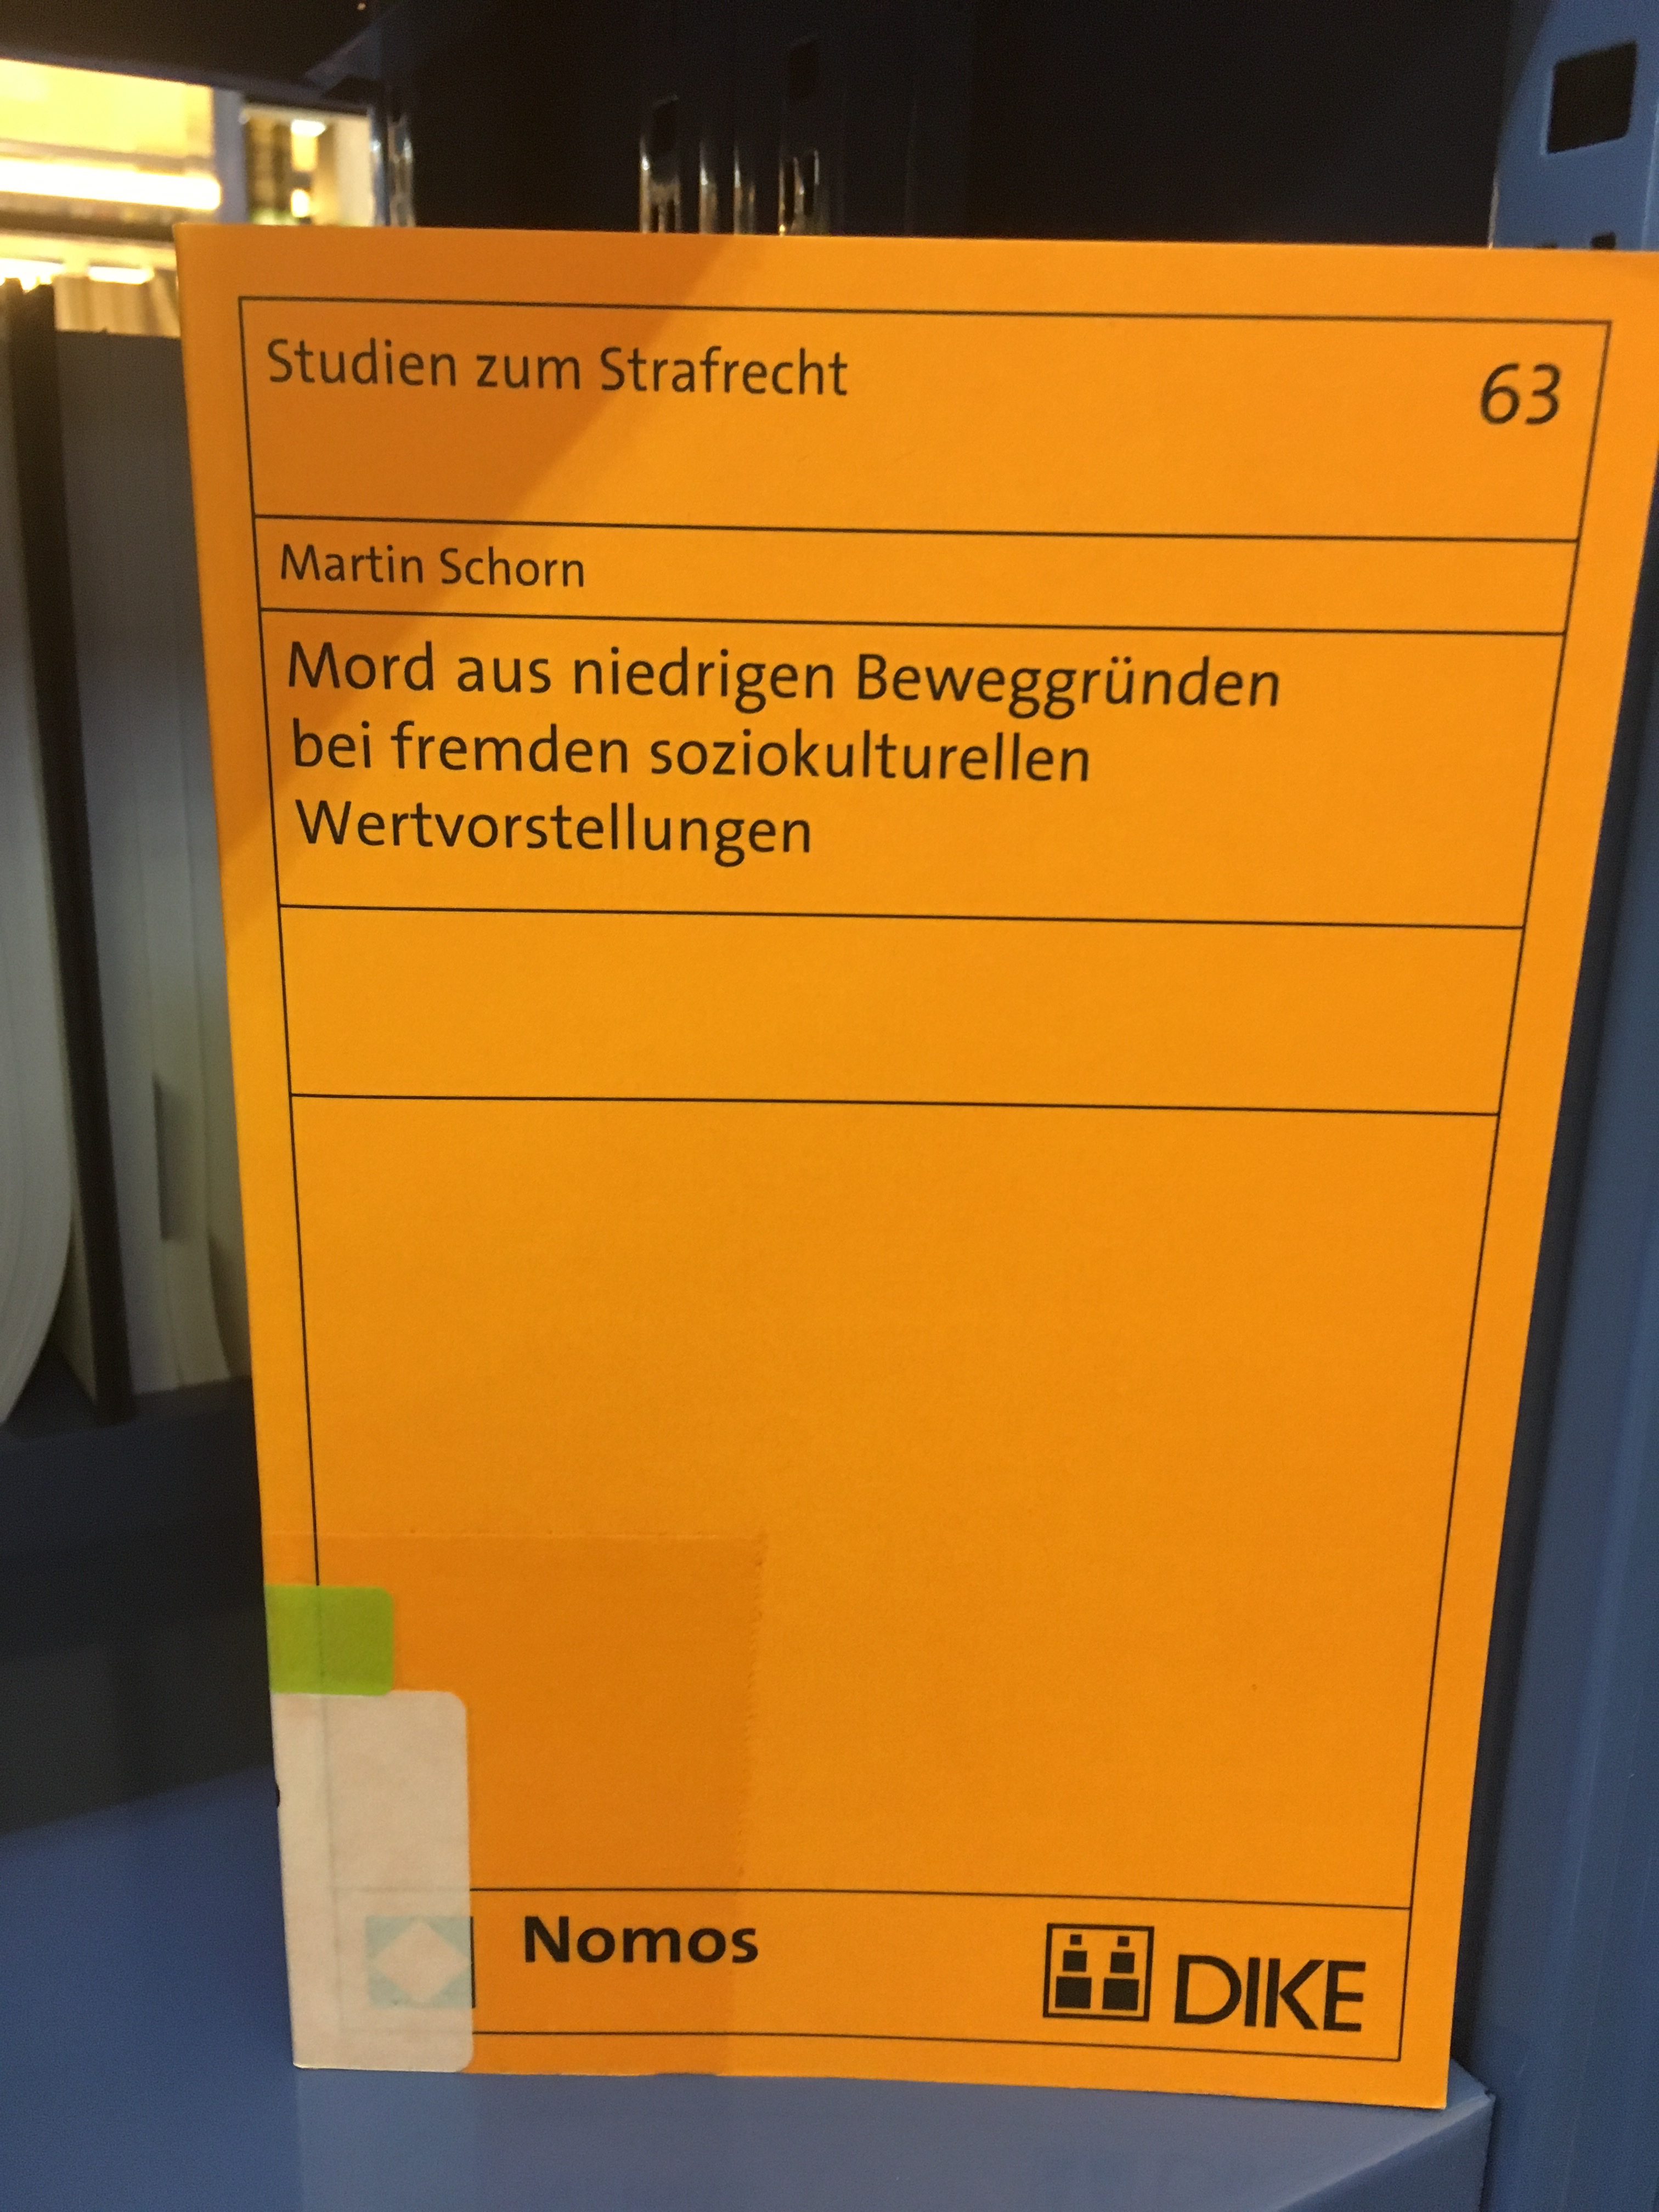 Studien zum Strafrecht
63
Martin Schorn
Mord aus niedrigen Beweggründen
bei fremden soziokulturellen
Wertvorstellungen
Nomos
DIKE